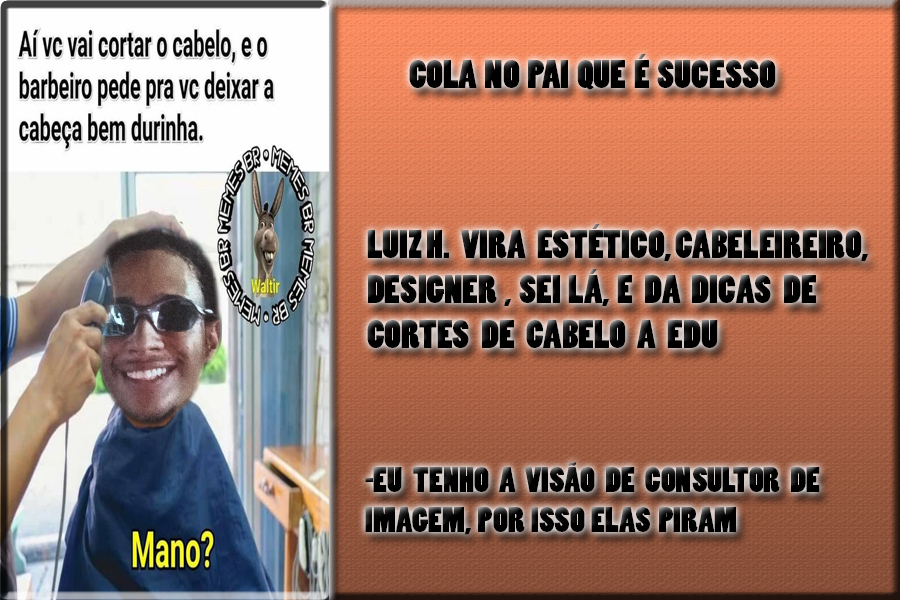 Aí vc vai cortar o cabelo, e o
barbeiro pede pra vc deixar a
cabeça bem durinha.
MEMES BR • MEMES BR • MEMES BR • MEMES BR •
Waltir
Mano?
COLA NO PAI QUE É SUCESSO
LUIZ H. VIRA ESTÉTICO, CABELEIREIRO,
DESIGNER , SEI LÁ, E DA DICAS DE
CORTES DE CABELO A EDU
-EU TENHO A VISÃO DE CONSULTOR DE
IMAGEM, POR ISSO ELAS PIRAM